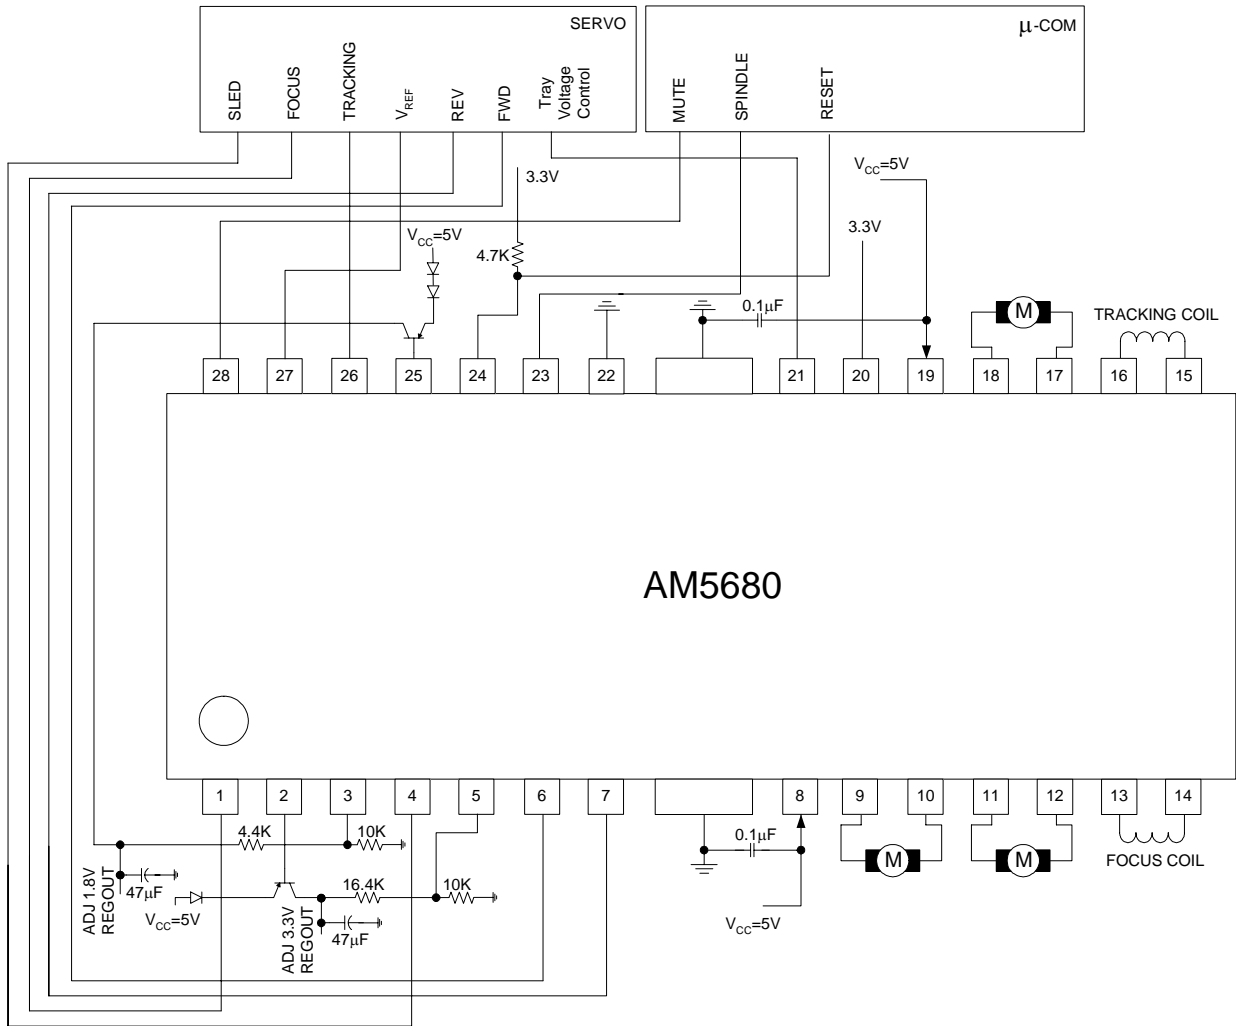 SERVO
μ-COM
SLED
FOCUS
TRACKING
VREF
REV
FWD
Tray
Voltage
Control
MUTE
SPINDLE
RESET
3.3V
VCC=5V
VCC=5V
4.7K
3.3V
0.1μF
M
TRACKING COIL
28
27
26
25
24
23
22
21
20
19
18
17
16
15
AM5680
1
2
3
4
5
6
7
8
9
10
11
12
13
14
4.4K
10K
0.1μF
M
M
FOCUS COIL
47μF
ADJ 1.8V
REGOUT
VCC=5V
16.4K
10K
47μF
ADJ 3.3V
REGOUT
VCC=5V